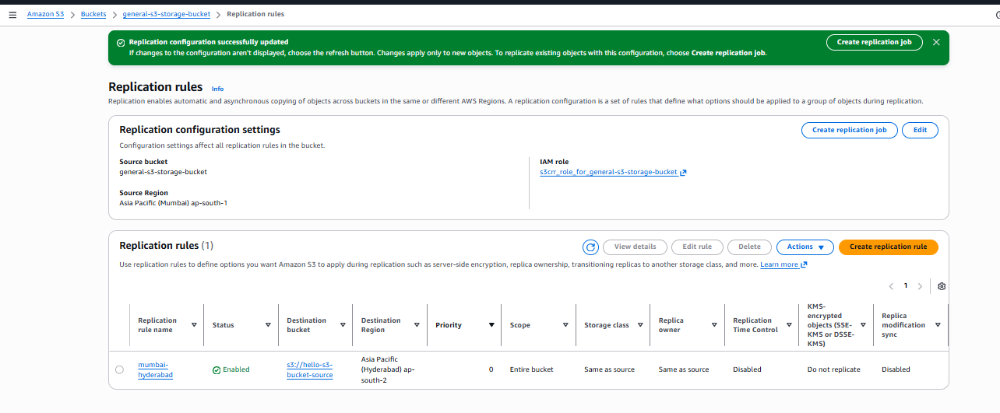 Amazon S3 > Buckets > general-s3-storage-bucket > Replication rules
Replication configuration successfully updated
If changes to the configuration aren't displayed, choose the refresh button. Changes apply only to new objects. To replicate existing objects with this configuration, choose Create replication job.
Create replication job
Replication rules Info
Replication enables automatic and asynchronous copying of objects across buckets in the same or different AWS Regions. A replication configuration is a set of rules that define what options should be applied to a group of objects during replication.
Replication configuration settings
Create replication job
Edit
Configuration settings affect all replication rules in the bucket.
Source bucket
general-s3-storage-bucket
Source Region
Asia Pacific (Mumbai) ap-south-1
IAM role
s3crr_role_for_general-s3-storage-bucket
Replication rules (1)
View details
Edit rule
Delete
Actions
Create replication rule
Use replication rules to define options you want Amazon S3 to apply during replication such as server-side encryption, replica ownership, transitioning replicas to another storage class, and more. Learn more
1
Replication
rule name
Status
Destination
bucket
Destination
Region
Priority
Scope
Storage class
Replica
owner
Replication
Time Control
KMS-
encrypted
objects (SSE-
KMS or DSSE-
KMS)
Replica
modification
sync
mumbai-
hyderabad
Enabled
s3://hello-s3-
bucket-source
Asia Pacific
(Hyderabad) ap-
south-2
0
Entire bucket
Same as source
Same as source
Disabled
Do not replicate
Disabled